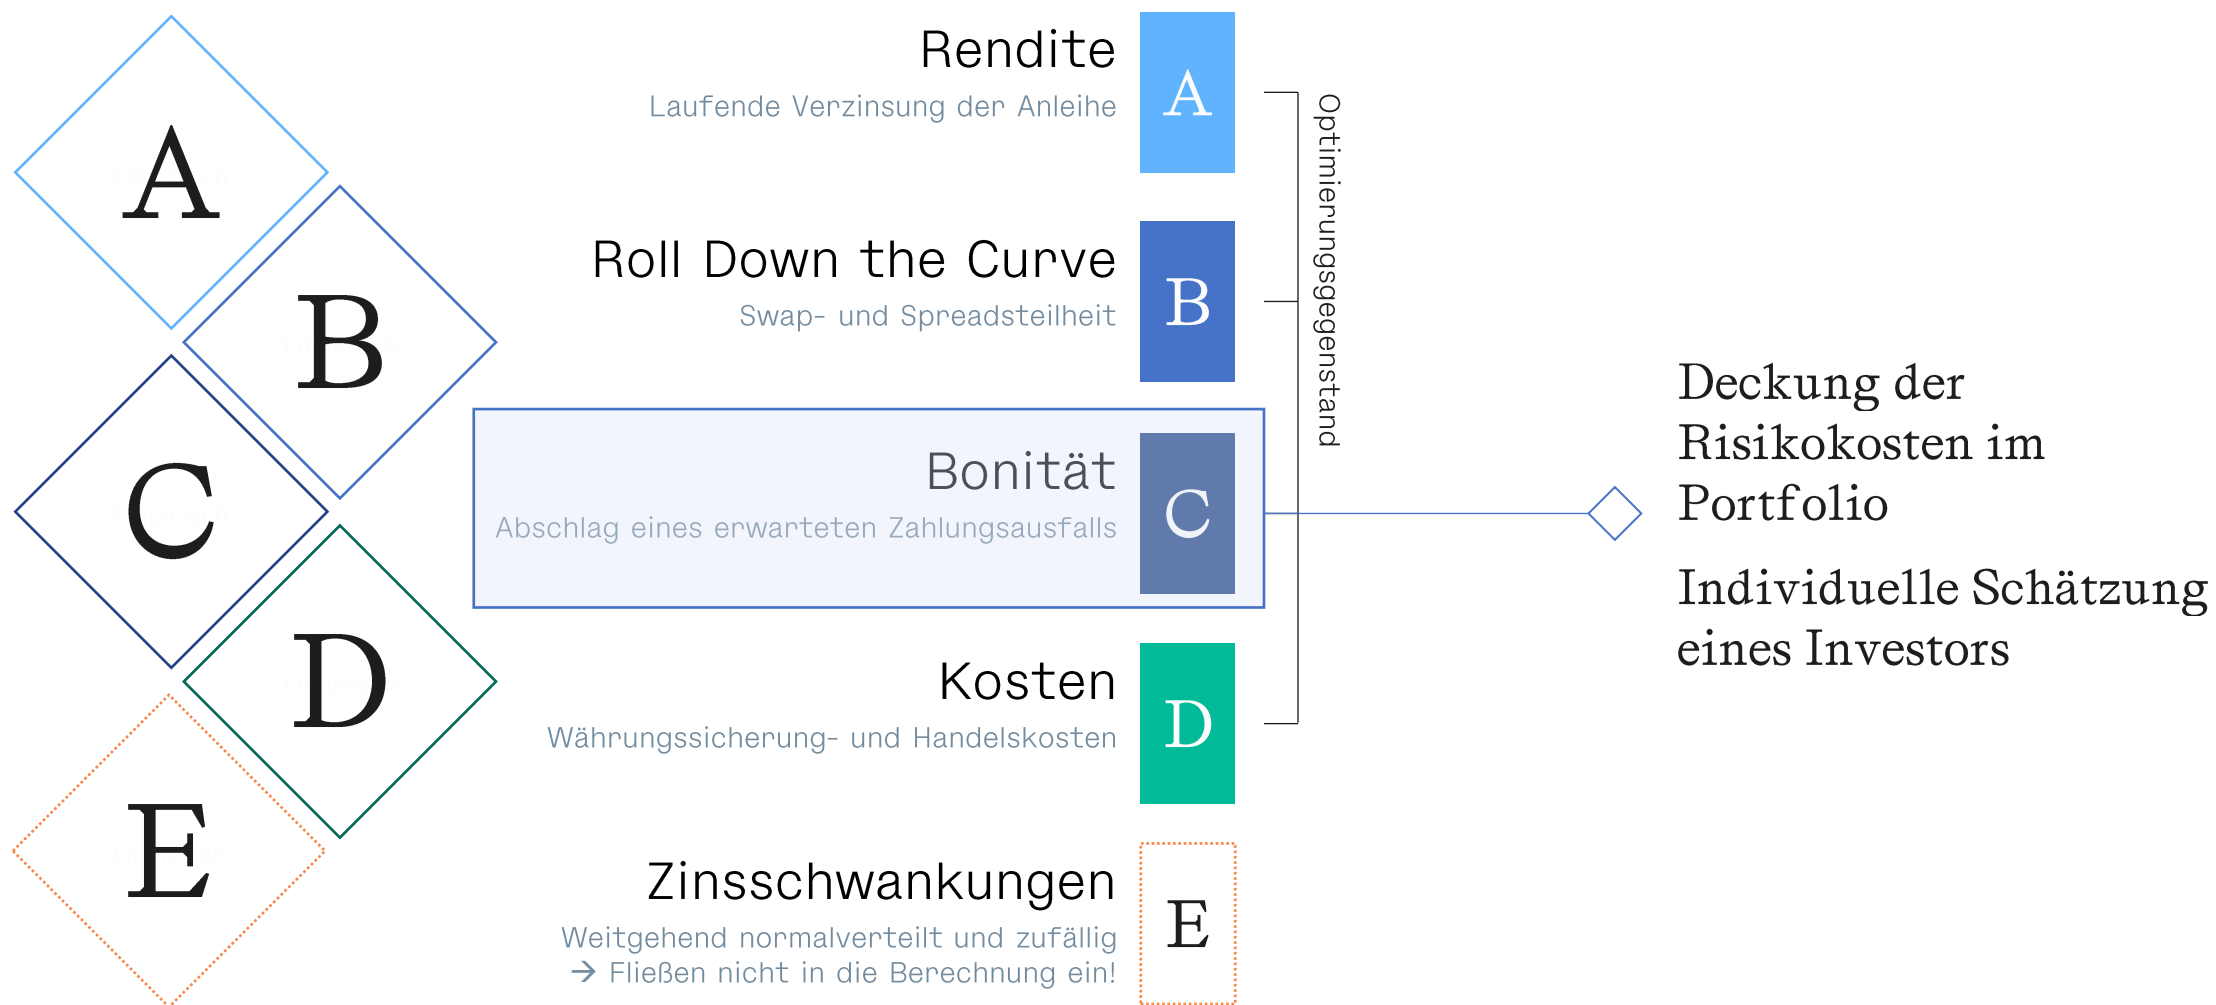 A
B
C
D
E
Rendite
Laufende Verzinsung der Anleihe
A
Roll Down the Curve
Swap- und Spreadsteilheit
B
Bonität
Abschlag eines erwarteten Zahlungsausfalls
C
Kosten
Währungssicherung- und Handelskosten
D
Zinsschwankungen
Weitgehend normalverteilt und zufällig
→ Fließen nicht in die Berechnung ein!
E
Optimierungsgegenstand
Deckung der
Risikokosten im
Portfolio
Individuelle Schätzung
eines Investors